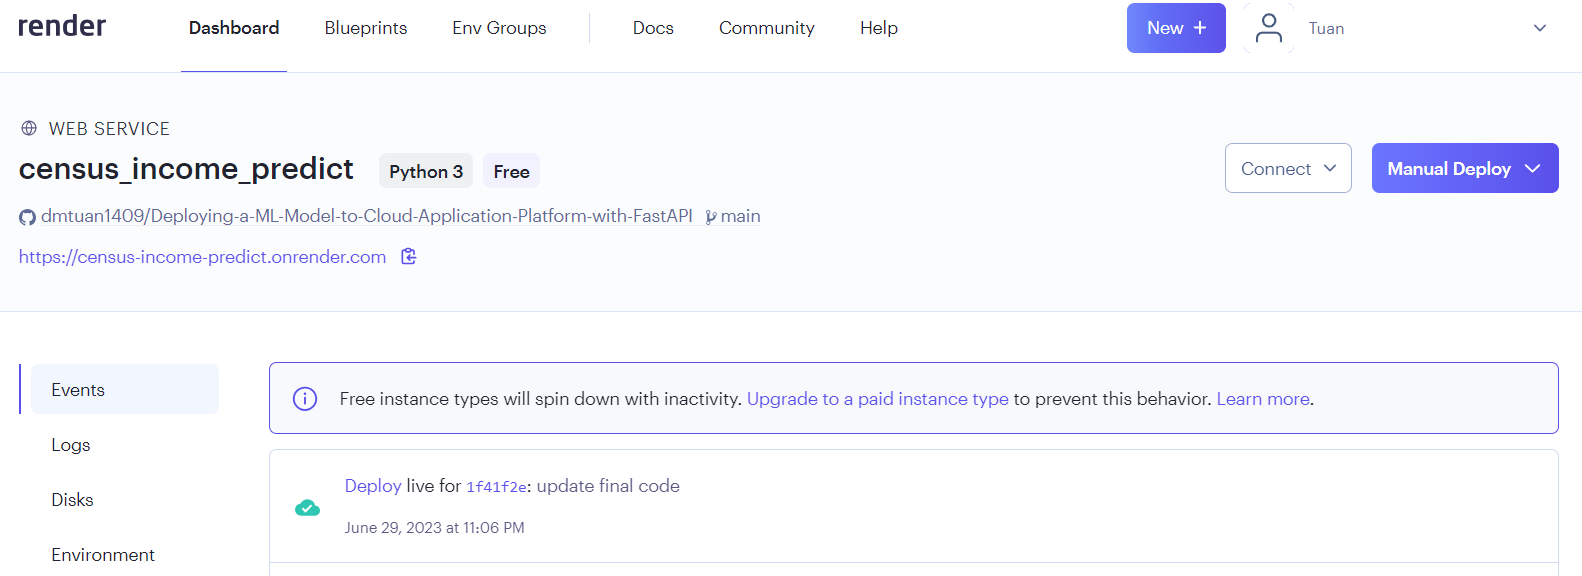 render Dashboard Blueprints Env Groups Docs Community Help New + Tuan
WEB SERVICE
census_income_predict Python 3 Free Connect Manual Deploy
dmtuan1409/Deploying-a-ML-Model-to-Cloud-Application-Platform-with-FastAPI main
https://census-income-predict.onrender.com
Events
Logs
Disks
Environment
Free instance types will spin down with inactivity. Upgrade to a paid instance type to prevent this behavior. Learn more.
Deploy live for 1f41f2e: update final code
June 29, 2023 at 11:06 PM